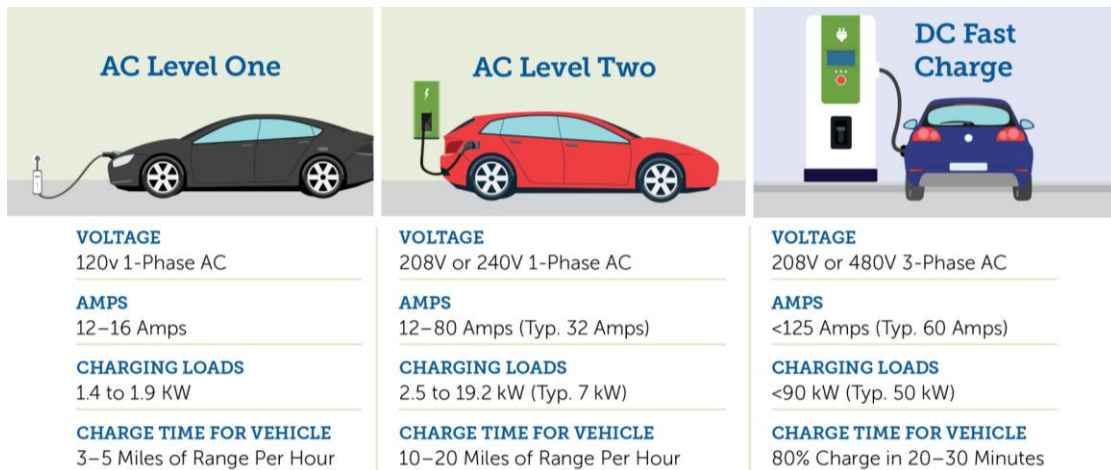 AC Level One
VOLTAGE
120v 1-Phase AC
AMPS
12–16 Amps
CHARGING LOADS
1.4 to 1.9 KW
CHARGE TIME FOR VEHICLE
3–5 Miles of Range Per Hour
AC Level Two
VOLTAGE
208V or 240V 1-Phase AC
AMPS
12–80 Amps (Typ. 32 Amps)
CHARGING LOADS
2.5 to 19.2 kW (Typ. 7 kW)
CHARGE TIME FOR VEHICLE
10–20 Miles of Range Per Hour
DC Fast
Charge
VOLTAGE
208V or 480V 3-Phase AC
AMPS
<125 Amps (Typ. 60 Amps)
CHARGING LOADS
<90 kW (Typ. 50 kW)
CHARGE TIME FOR VEHICLE
80% Charge in 20–30 Minutes